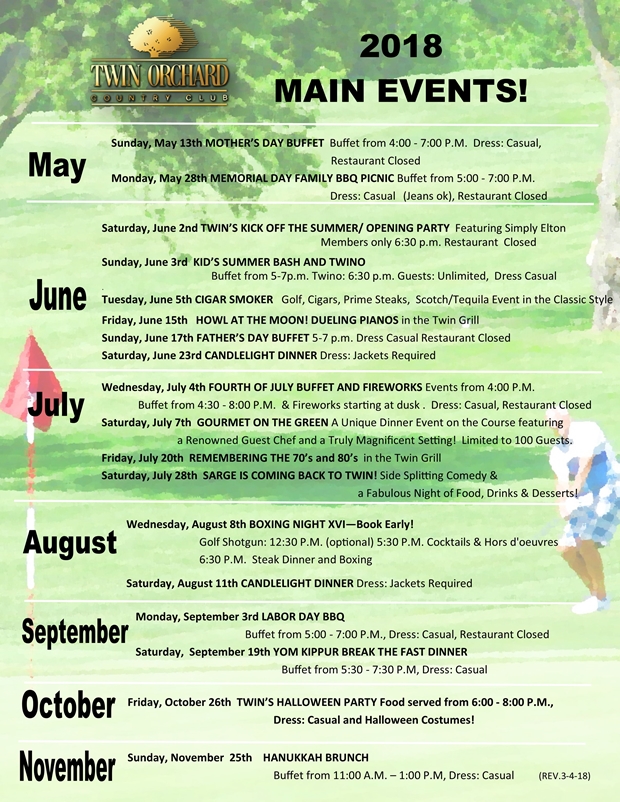 TWIN ORCHARD
COUNTRY CLUB
2018
MAIN EVENTS!
May
Sunday, May 13th MOTHER'S DAY BUFFET Buffet from 4:00 - 7:00 P.M. Dress: Casual,
Restaurant Closed
Monday, May 28th MEMORIAL DAY FAMILY BBQ PICNIC Buffet from 5:00 - 7:00 P.M.
Dress: Casual (Jeans ok), Restaurant Closed
June
Saturday, June 2nd TWIN'S KICK OFF THE SUMMER/ OPENING PARTY Featuring Simply Elton
Members only 6:30 p.m. Restaurant Closed
Sunday, June 3rd KID'S SUMMER BASH AND TWINO
Buffet from 5-7p.m. Twino: 6:30 p.m. Guests: Unlimited, Dress Casual
Tuesday, June 5th CIGAR SMOKER Golf, Cigars, Prime Steaks, Scotch/Tequila Event in the Classic Style
Friday, June 15th HOWL AT THE MOON! DUELING PIANOS in the Twin Grill
Sunday, June 17th FATHER'S DAY BUFFET 5-7 p.m. Dress Casual Restaurant Closed
Saturday, June 23rd CANDLELIGHT DINNER Dress: Jackets Required
July
Wednesday, July 4th FOURTH OF JULY BUFFET AND FIREWORKS Events from 4:00 P.M.
Buffet from 4:30 - 8:00 P.M. & Fireworks starting at dusk . Dress: Casual, Restaurant Closed
Saturday, July 7th GOURMET ON THE GREEN A Unique Dinner Event on the Course featuring
a Renowned Guest Chef and a Truly Magnificent Setting! Limited to 100 Guests.
Friday, July 20th REMEMBERING THE 70's and 80's in the Twin Grill
Saturday, July 28th SARGE IS COMING BACK TO TWIN! Side Splitting Comedy &
a Fabulous Night of Food, Drinks & Desserts!
August
Wednesday, August 8th BOXING NIGHT XVI—Book Early!
Golf Shotgun: 12:30 P.M. (optional) 5:30 P.M. Cocktails & Hors d'oeuvres
6:30 P.M. Steak Dinner and Boxing
Saturday, August 11th CANDLELIGHT DINNER Dress: Jackets Required
September
Monday, September 3rd LABOR DAY BBQ
Buffet from 5:00 - 7:00 P.M., Dress: Casual, Restaurant Closed
Saturday, September 19th YOM KIPPUR BREAK THE FAST DINNER
Buffet from 5:30 - 7:30 P.M, Dress: Casual
October
Friday, October 26th TWIN'S HALLOWEEN PARTY Food served from 6:00 - 8:00 P.M.,
Dress: Casual and Halloween Costumes!
November
Sunday, November 25th HANUKKAH BRUNCH
Buffet from 11:00 A.M. – 1:00 P.M, Dress: Casual (REV.3-4-18)